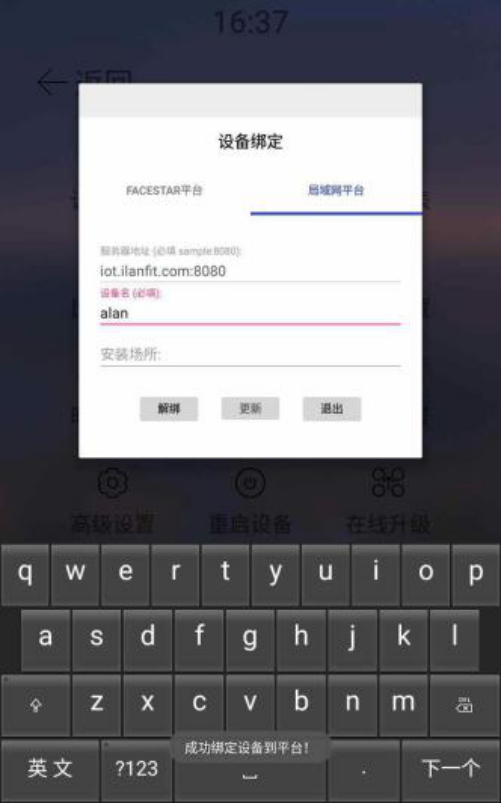 16:37
返回
设备绑定
FACESTAR平台 局域网平台
服务器地址 (必填 sample:8080):
iot.ilanfit.com:8080
设备名 (必填):
alan
安装场所:
解绑 更新 退出
高级设置 重启设备 在线升级
q w e r t y u i o p
a s d f g h j k l
z x c v b n m DEL
成功绑定设备到平台!
英文 ?123 . 下一个